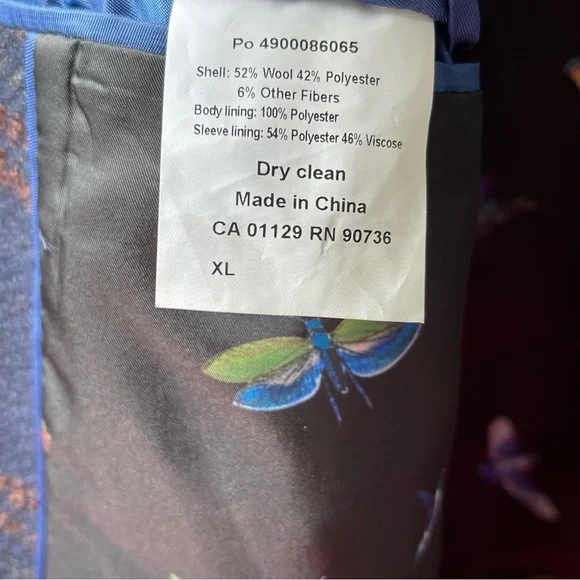 Po 4900086065
Shell: 52% Wool 42% Polyester
6% Other Fibers
Body lining: 100% Polyester
Sleeve lining: 54% Polyester 46% Viscose
Dry clean
Made in China
CA 01129 RN 90736
XL